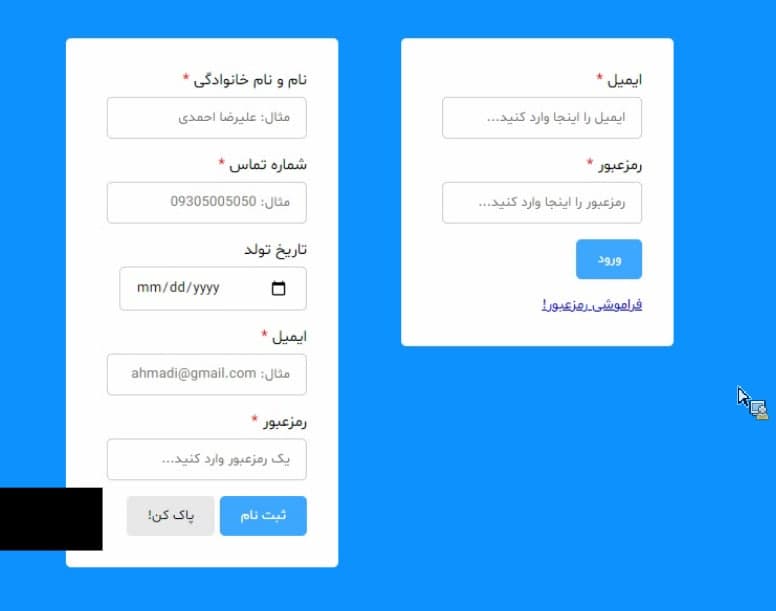 ایمیل *
ایمیل را اینجا وارد کنید...
رمزعبور *
رمزعبور را اینجا وارد کنید...
ورود
فراموشی رمزعبور!
نام و نام خانوادگی *
مثال: علیرضا احمدی
شماره تماس *
مثال: 09305005050
تاریخ تولد
mm/dd/yyyy
ایمیل *
مثال: ahmadi@gmail.com
رمزعبور *
یک رمزعبور وارد کنید...
ثبت نام پاک کن!